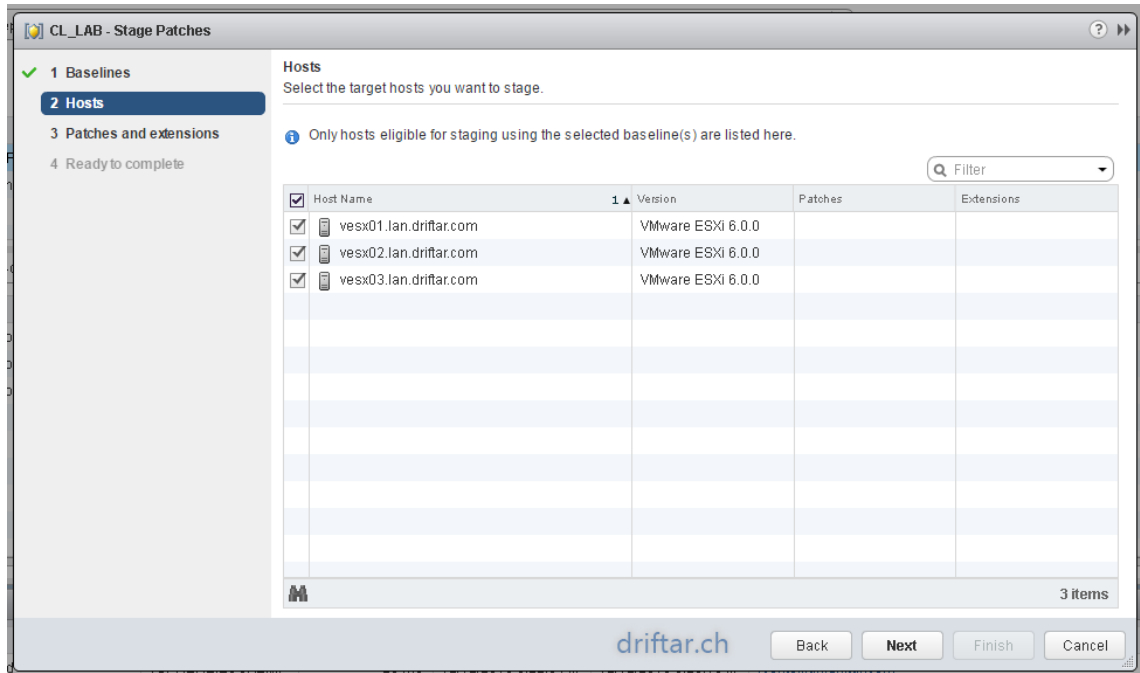 CL_LAB - Stage Patches
1 Baselines
2 Hosts
3 Patches and extensions
4 Ready to complete
Hosts
Select the target hosts you want to stage.
Only hosts eligible for staging using the selected baseline(s) are listed here.
Filter
Host Name 1 Version Patches Extensions
vesx01.lan.driftar.com VMware ESXi 6.0.0
vesx02.lan.driftar.com VMware ESXi 6.0.0
vesx03.lan.driftar.com VMware ESXi 6.0.0
3 items
driftar.ch
Back Next Finish Cancel